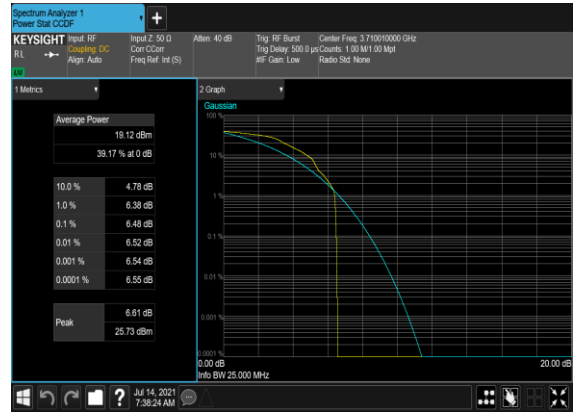 Spectrum Analyzer 1
Power Stat CCDF
KEYSIGHT Input: RF Input Z: 50 Ω Atten: 40 dB Trig: RF Burst Center Freq: 3.710010000 GHz
RL Coupling: DC Corr CCorr Trig Delay: 500.0 µs Counts: 1.00 M/1.00 Mpt
Align: Auto Freq Ref: Int (S) #IF Gain: Low Radio Std: None
1 Metrics
Average Power
19.12 dBm
39.17 % at 0 dB
10.0 % 4.78 dB
1.0 % 6.38 dB
0.1 % 6.48 dB
0.01 % 6.52 dB
0.001 % 6.54 dB
0.0001 % 6.55 dB
Peak
6.61 dB
25.73 dBm
2 Graph
Gaussian
100 %
10 %
1 %
0.1 %
0.01 %
0.001 %
0.0001 %
0.00 dB 20.00 dB
Info BW 25.000 MHz
? Jul 14, 2021
7:38:24 AM